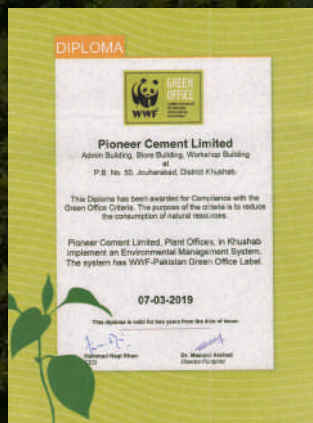 DIPLOMA
GREEN
OFFICE
WWF
Pioneer Cement Limited
Admin Building, Store Building, Workshop Building
at
P.B. No. 50, Jouharabad, District Khushab.
This Diploma has been awarded for Compliance with the
Green Office Criteria. The purpose of the criteria is to reduce
the consumption of natural resources.
Pioneer Cement Limited, Plant Offices, in Khushab
implement an Environmental Management System.
The system has WWF-Pakistan Green Office Label.
07-03-2019
This diploma is valid for two years from the date of issue.
Hammad Naqi Khan
Dr. Masood Arshad